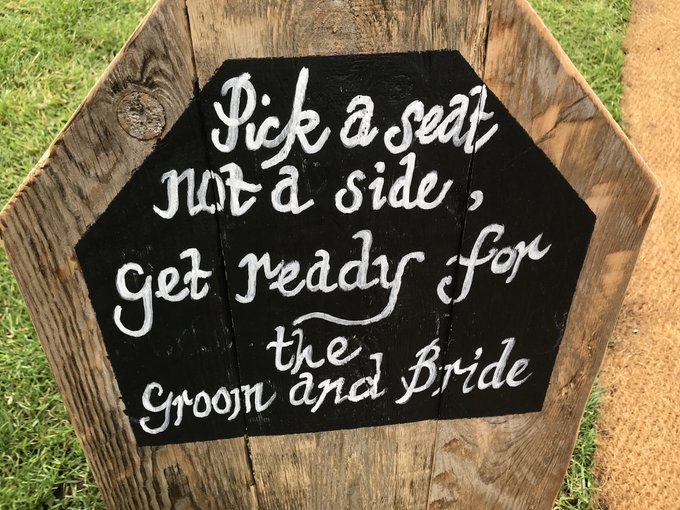 Pick a seat
not a side,
get ready for
the
groom and Bride